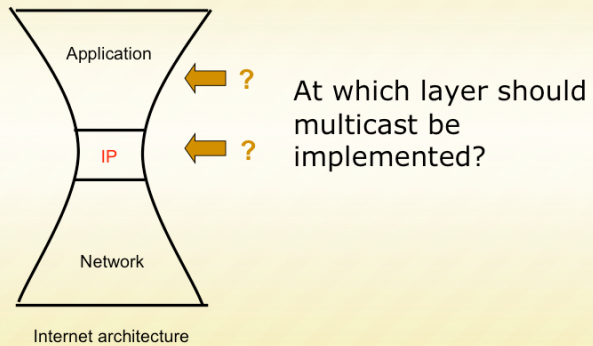 Application
?
At which layer should
multicast be
implemented?
IP
?
Network
Internet architecture